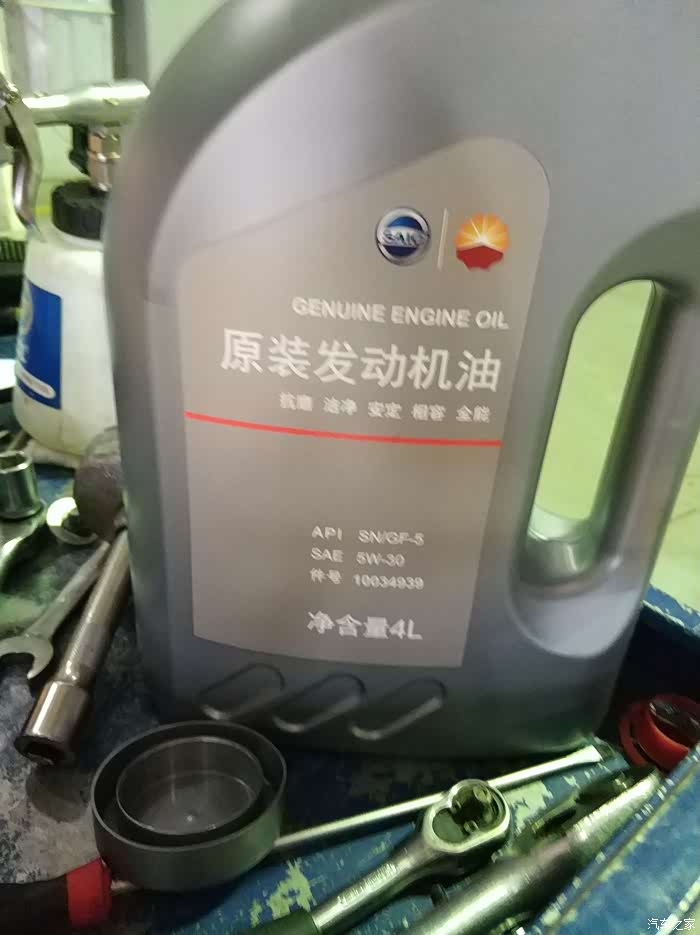 SAIC
GENUINE ENGINE OIL
原装发动机油
抗磨 洁净 安定 相容 全能
API SN/GF-5
SAE 5W-30
件号 10034939
净含量4L
汽车之家